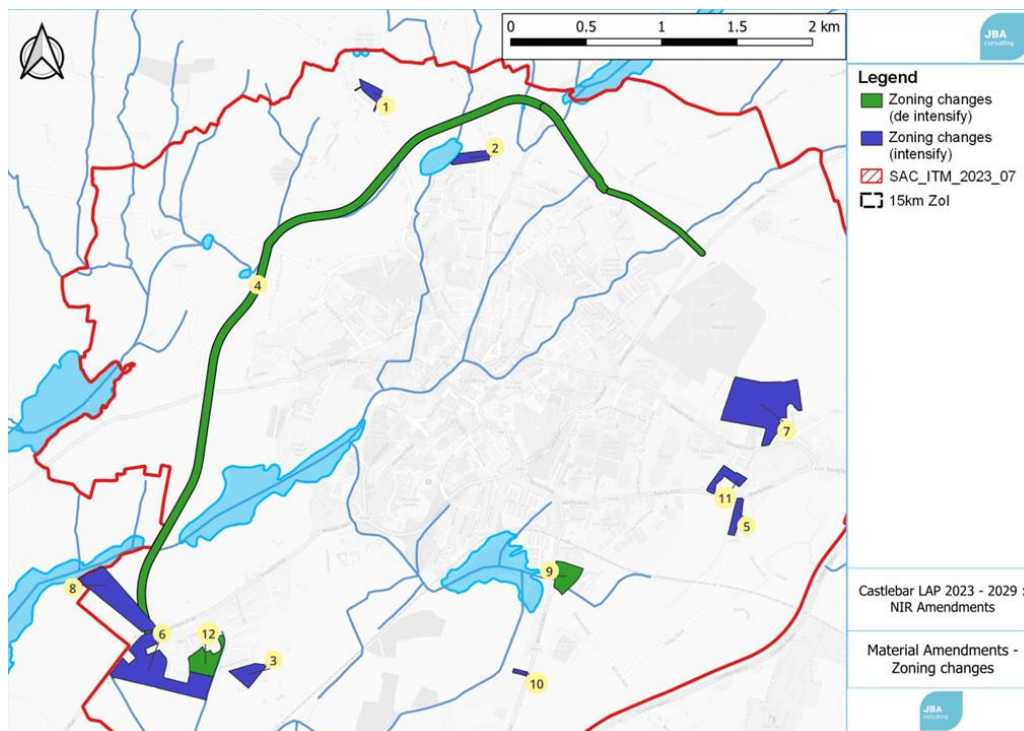 0 0.5 1 1.5 2 km
JBA
consulting
Legend
Zoning changes
(de intensify)
Zoning changes
(intensify)
SAC_ITM_2023_07
15km ZoI
1
2
4
7
11
5
9
8
6
12
3
10
Castlebar LAP 2023 - 2029 :
NIR Amendments
Material Amendments -
Zoning changes
JBA
consulting